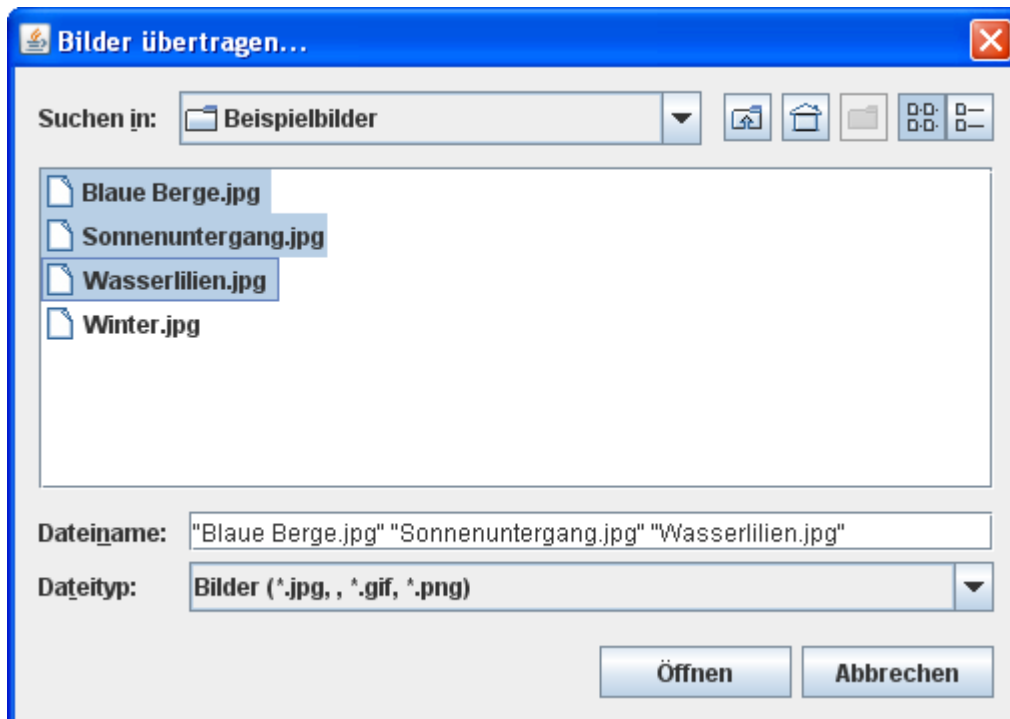 Bilder übertragen...
Suchen in: Beispielbilder
Blaue Berge.jpg
Sonnenuntergang.jpg
Wasserlilien.jpg
Winter.jpg
Dateiname: "Blaue Berge.jpg" "Sonnenuntergang.jpg" "Wasserlilien.jpg"
Dateityp: Bilder (*.jpg, , *.gif, *.png)
Öffnen Abbrechen